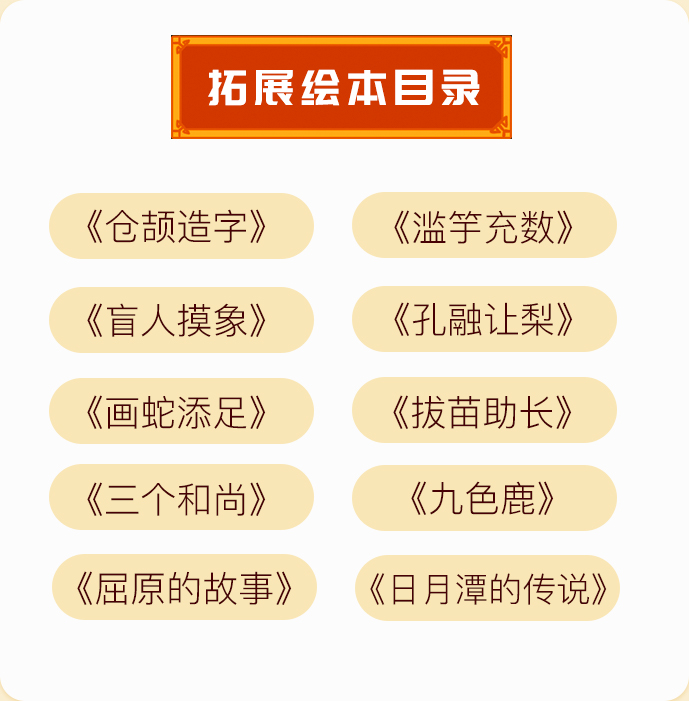 拓展绘本目录
《仓颉造字》
《滥竽充数》
《盲人摸象》
《孔融让梨》
《画蛇添足》
《拔苗助长》
《三个和尚》
《九色鹿》
《屈原的故事》
《日月潭的传说》